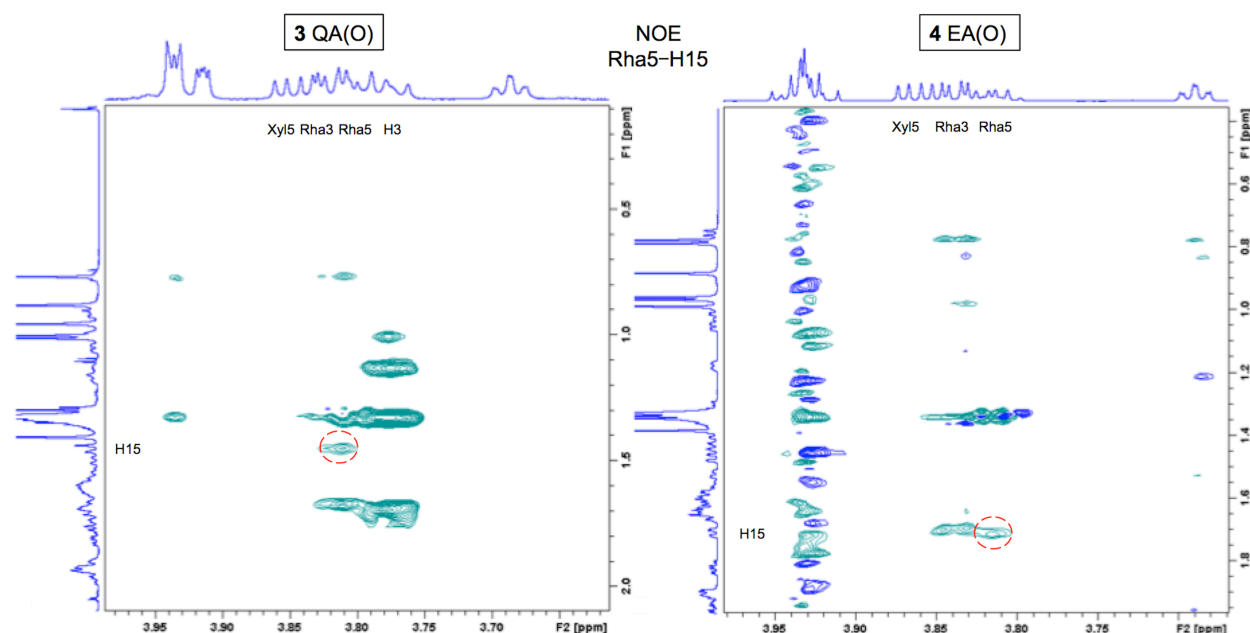 3 QA(O)
NOE
Rha5–H15
4 EA(O)
Xyl5 Rha3 Rha5 H3
F1 [ppm]
0.5
1.0
H15
1.5
2.0
3.95 3.90 3.85 3.80 3.75 3.70 F2 [ppm]
Xyl5 Rha3 Rha5
F1 [ppm]
0.6
0.8
1.0
1.2
1.4
1.6
H15
1.8
3.95 3.90 3.85 3.80 3.75 F2 [ppm]